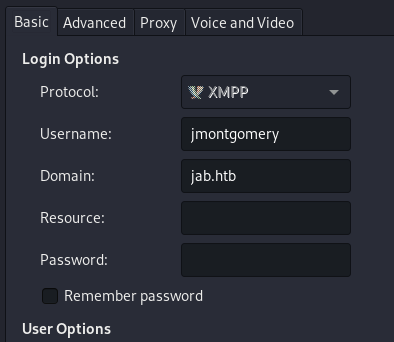 Basic Advanced Proxy Voice and Video
Login Options
Protocol: XMPP
Username: jmontgomery
Domain: jab.htb
Resource:
Password:
Remember password
User Options